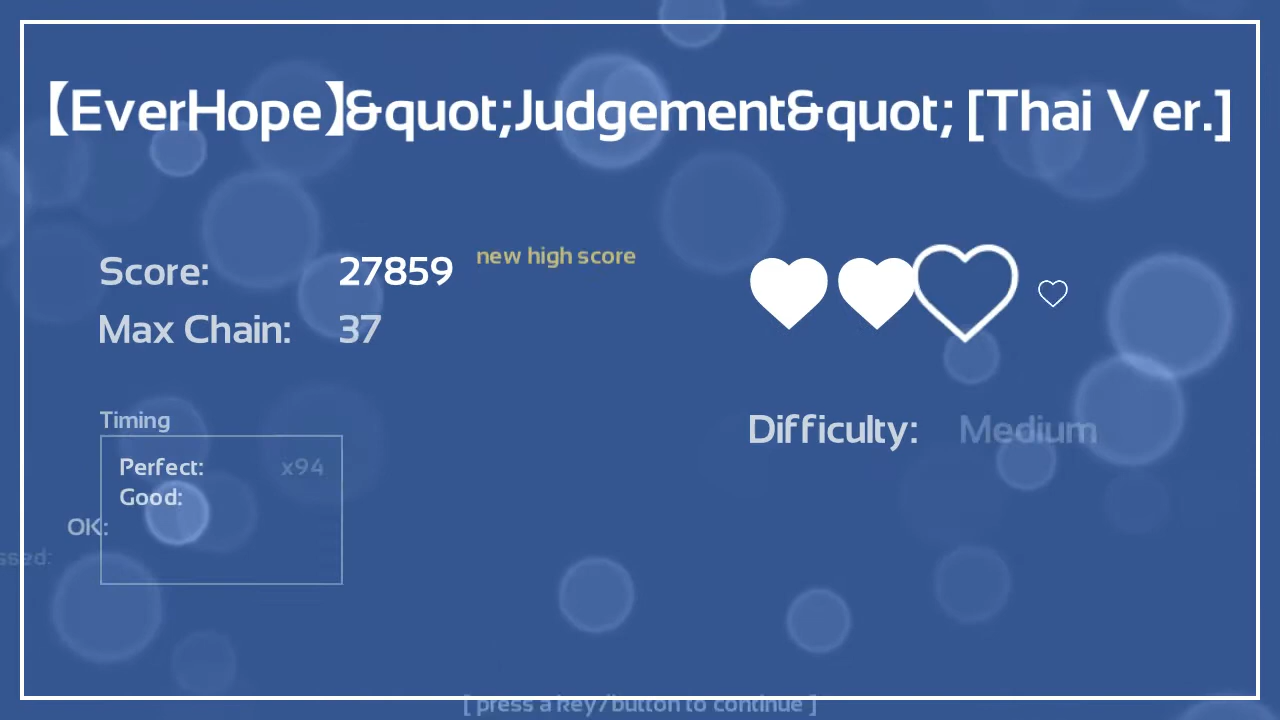 【EverHope】&quot;Judgement&quot; [Thai Ver.]
Score: 27859 new high score
Max Chain: 37
Timing
Perfect: x94
Good:
OK:
ssed:
Difficulty: Medium
[ press a key/button to continue ]